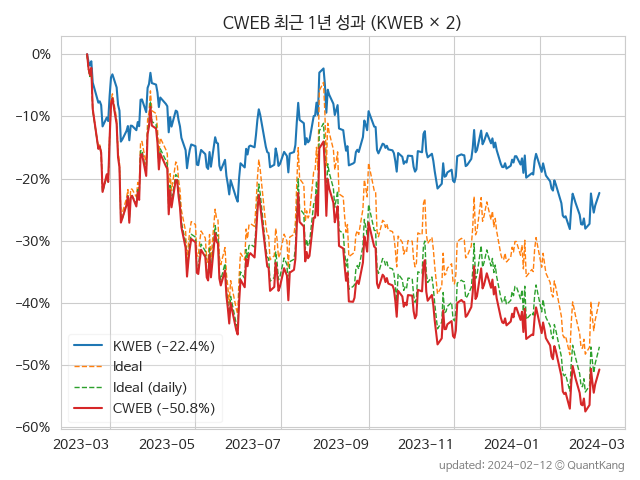 CWEB 최근 1년 성과 (KWEB × 2)
0%
−10%
−20%
−30%
−40%
−50%
−60%
KWEB (−22.4%)
Ideal
Ideal (daily)
CWEB (−50.8%)
2023−03
2023−05
2023−07
2023−09
2023−11
2024−01
2024−03
updated: 2024−02−12 © QuantKang